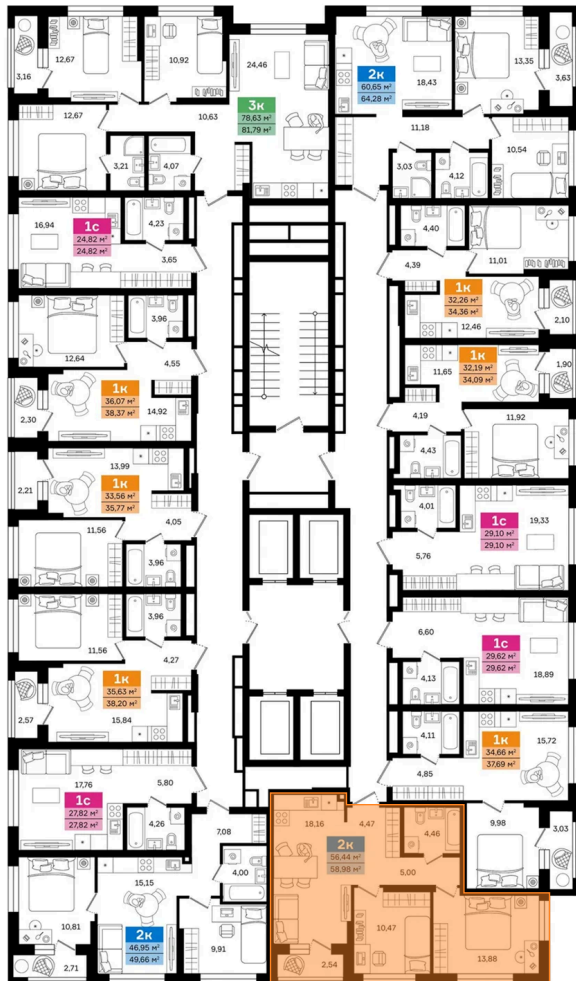 3,16
12,67
10,92
24,46
3к
78,63 м²
81,79 м²
2к
60,65 м²
64,28 м²
18,43
13,35
3,63
12,67
10,63
3,21
4,07
11,18
3,03
4,12
10,54
16,94
1с
24,82 м²
24,82 м²
4,23
3,65
4,40
11,01
4,39
1к
32,26 м²
34,36 м²
12,46
2,10
3,96
12,64
4,55
11,65
1к
32,19 м²
34,09 м²
1,90
1к
36,07 м²
38,37 м²
14,92
2,30
4,19
11,92
4,43
13,99
1к
33,56 м²
35,77 м²
2,21
4,05
11,56
3,96
4,01
1с
29,10 м²
29,10 м²
19,33
5,76
3,96
11,56
4,27
6,60
1с
29,62 м²
29,62 м²
4,13
18,89
1к
35,63 м²
38,20 м²
2,57
15,84
4,11
1к
34,66 м²
37,69 м²
15,72
4,85
17,76
5,80
1с
27,82 м²
27,82 м²
4,26
9,98
3,03
7,08
4,00
15,15
10,81
2к
46,95 м²
49,66 м²
9,91
2,71
18,16
4,47
2к
56,44 м²
58,98 м²
4,46
5,00
10,47
2,54
13,88